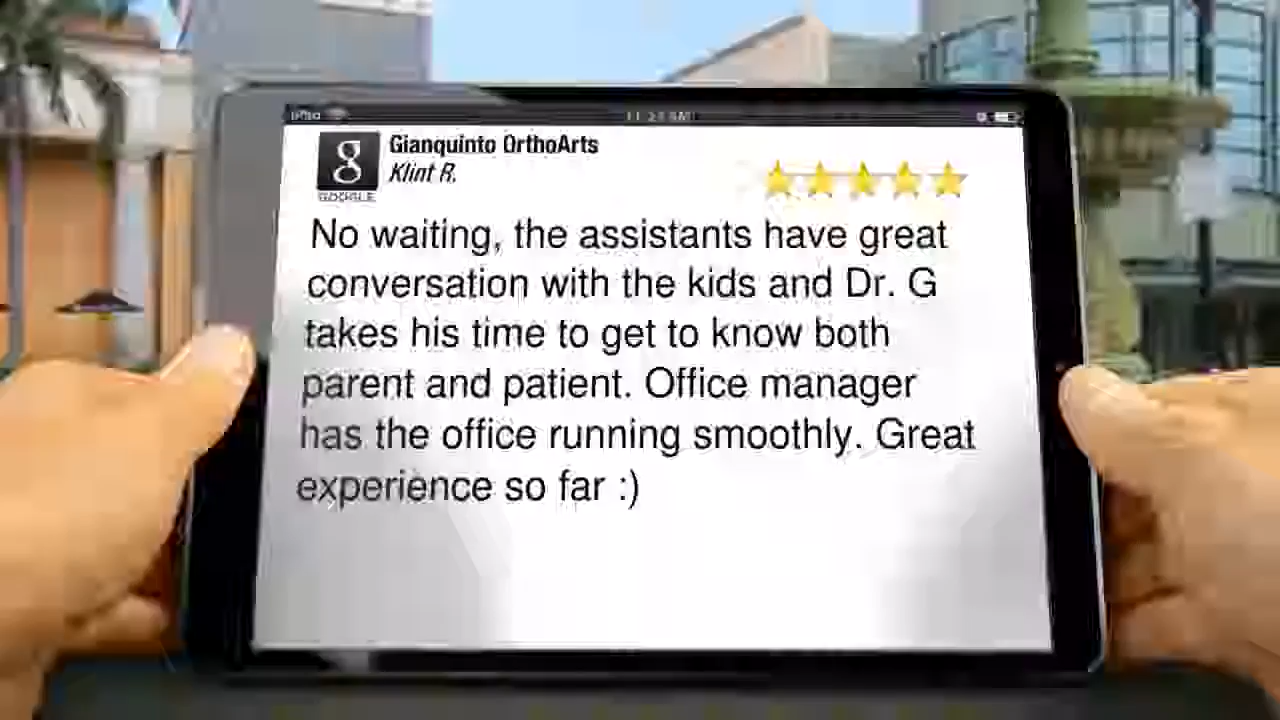 iPad
Gianquinto OrthoArts
Klint R.
g
GOOGLE
No waiting, the assistants have great
conversation with the kids and Dr. G
takes his time to get to know both
parent and patient. Office manager
has the office running smoothly. Great
experience so far :)